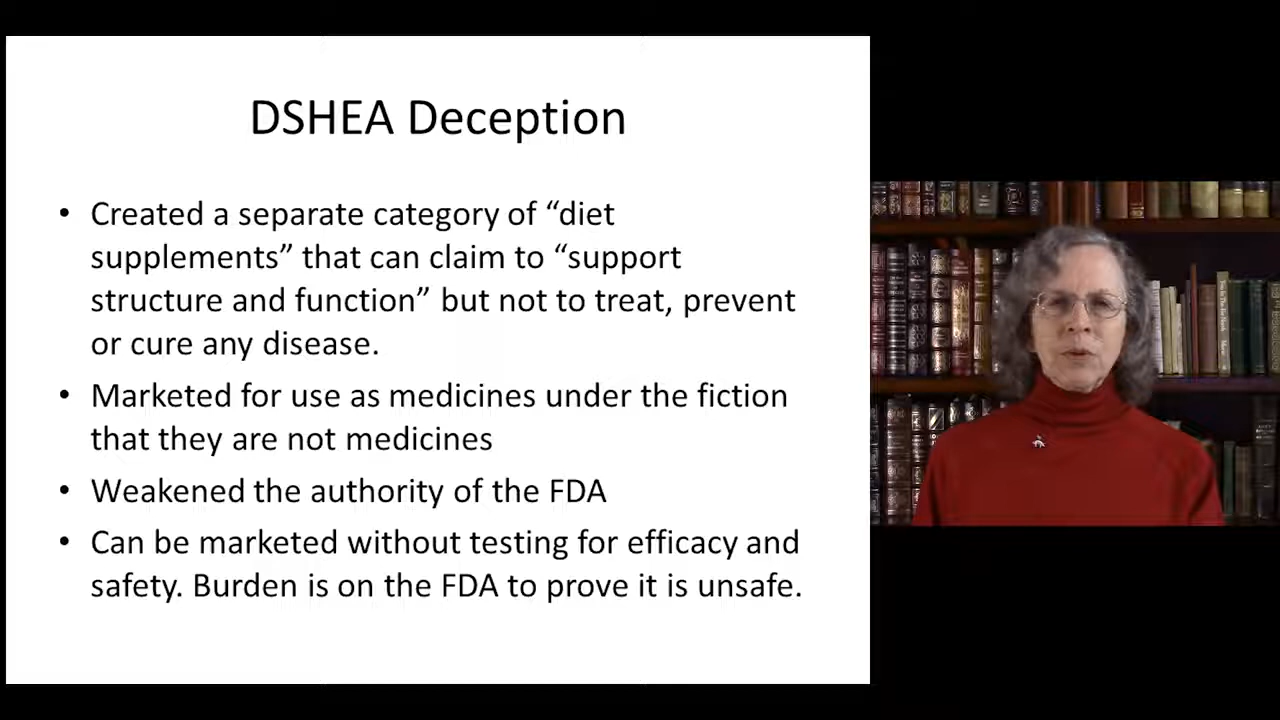 DSHEA Deception
• Created a separate category of “diet
supplements” that can claim to “support
structure and function” but not to treat, prevent
or cure any disease.
• Marketed for use as medicines under the fiction
that they are not medicines
• Weakened the authority of the FDA
• Can be marketed without testing for efficacy and
safety. Burden is on the FDA to prove it is unsafe.